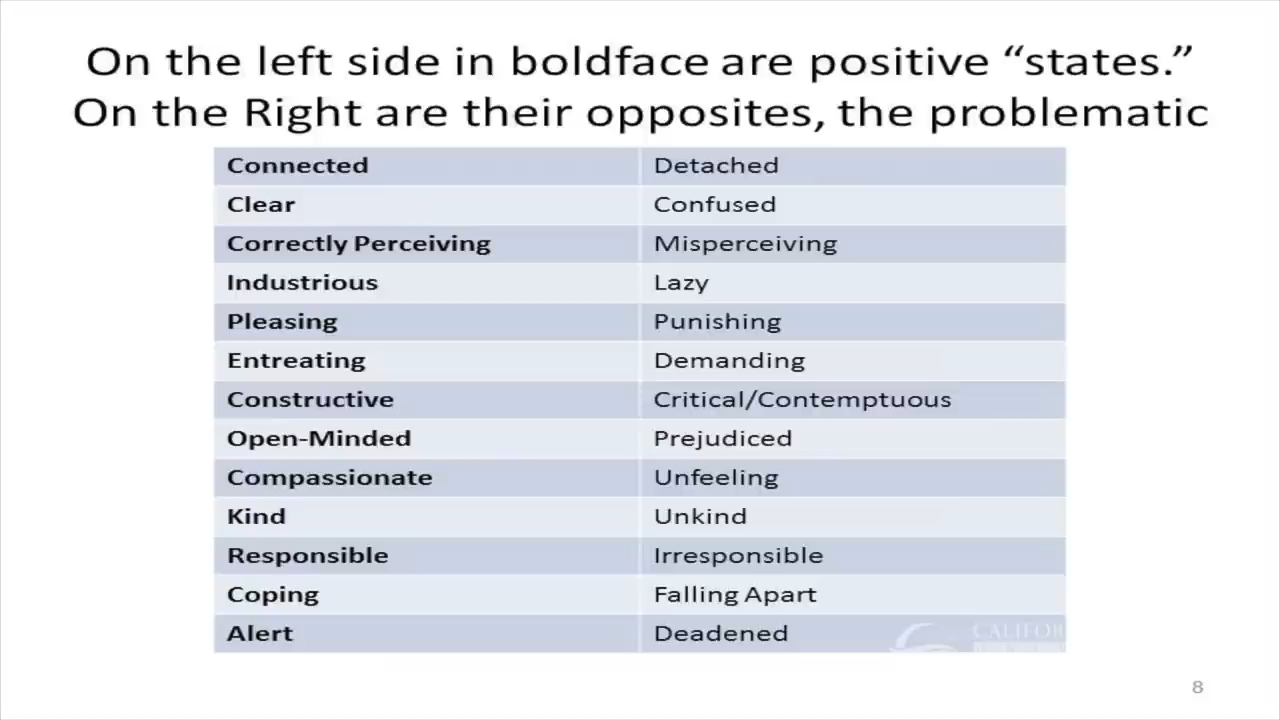 On the left side in boldface are positive “states.”
On the Right are their opposites, the problematic
Connected Detached
Clear Confused
Correctly Perceiving Misperceiving
Industrious Lazy
Pleasing Punishing
Entreating Demanding
Constructive Critical/Contemptuous
Open-Minded Prejudiced
Compassionate Unfeeling
Kind Unkind
Responsible Irresponsible
Coping Falling Apart
Alert Deadened
CALIFOR
8